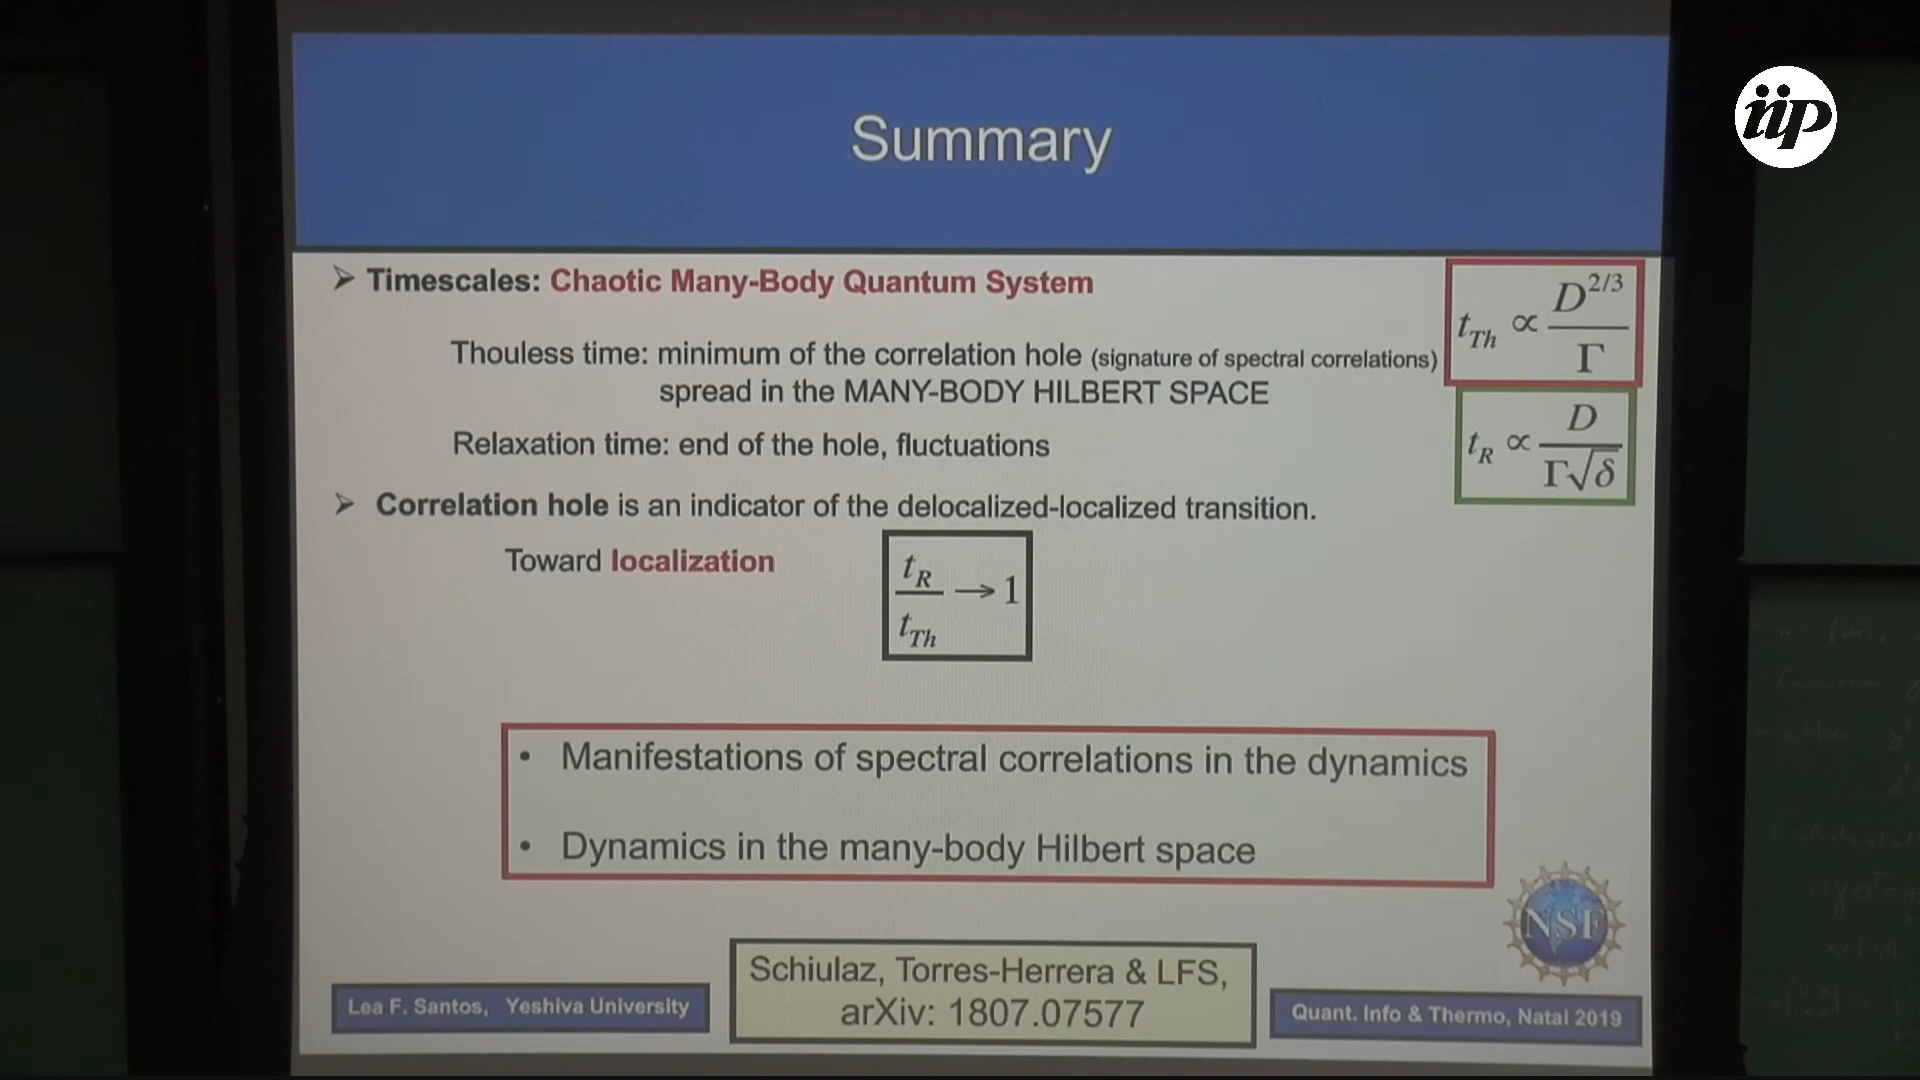 iip
Summary
➤ Timescales: Chaotic Many-Body Quantum System
Thouless time: minimum of the correlation hole (signature of spectral correlations)
spread in the MANY-BODY HILBERT SPACE
t_Th ∝ D^{2/3} / Γ
Relaxation time: end of the hole, fluctuations
t_R ∝ D / Γ√δ
➤ Correlation hole is an indicator of the delocalized-localized transition.
Toward localization
t_R / t_Th → 1
• Manifestations of spectral correlations in the dynamics
• Dynamics in the many-body Hilbert space
NSF
Schiulaz, Torres-Herrera & LFS,
arXiv: 1807.07577
Lea F. Santos, Yeshiva University
Quant. Info & Thermo, Natal 2019